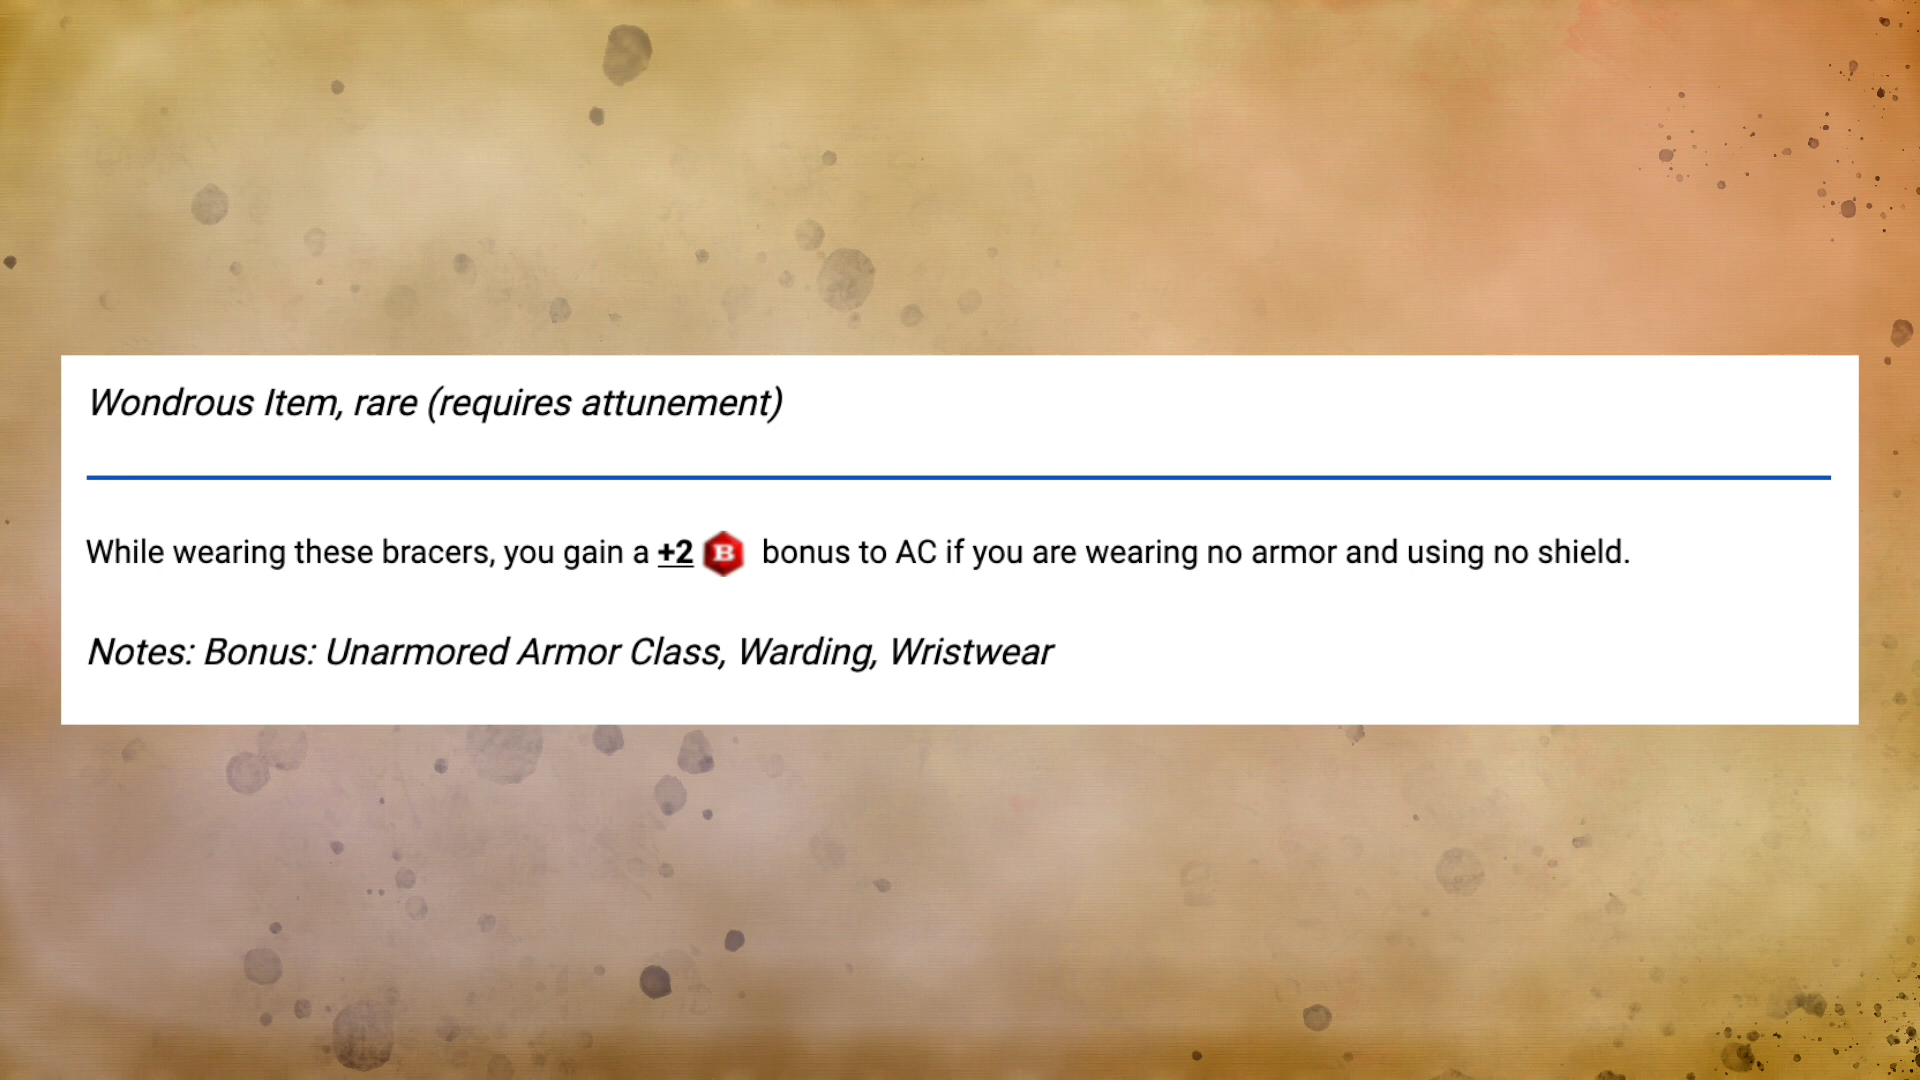 Wondrous Item, rare (requires attunement)
While wearing these bracers, you gain a +2 B bonus to AC if you are wearing no armor and using no shield.
Notes: Bonus: Unarmored Armor Class, Warding, Wristwear